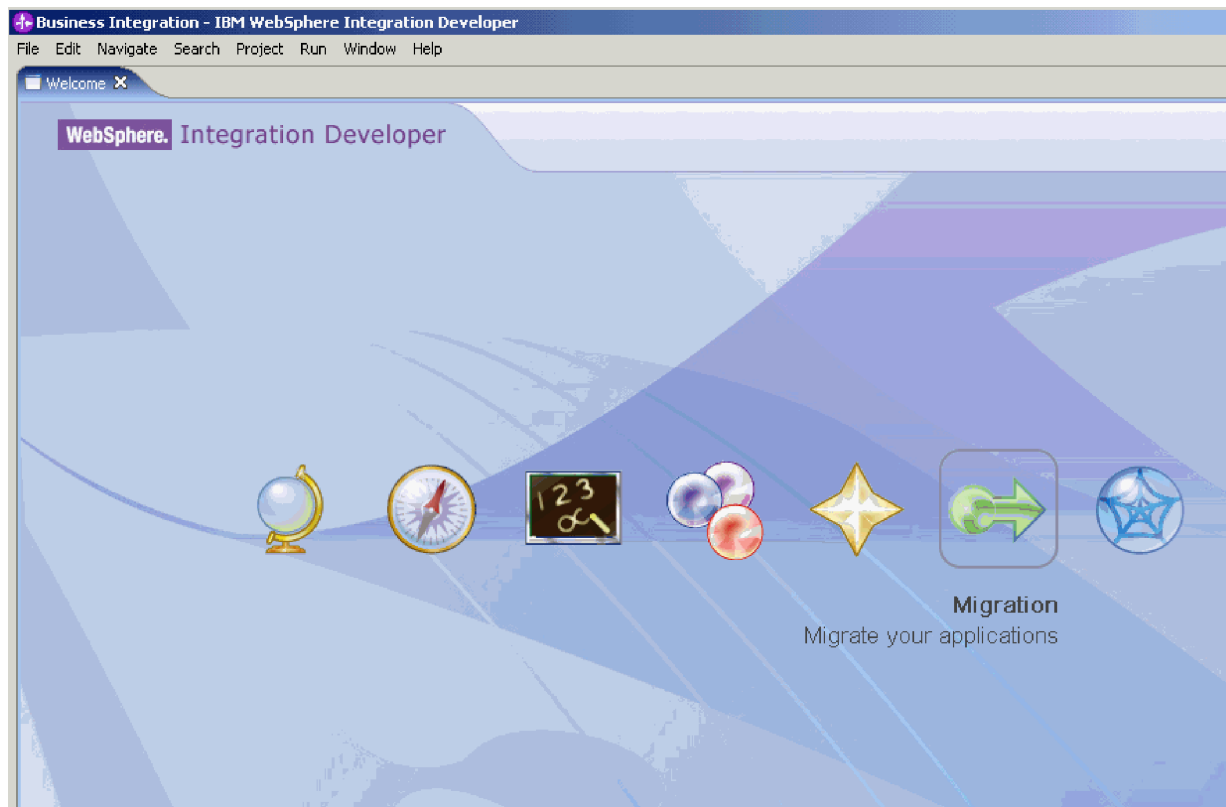 Business Integration - IBM WebSphere Integration Developer
File Edit Navigate Search Project Run Window Help
Welcome
WebSphere. Integration Developer
123
Migration
Migrate your applications